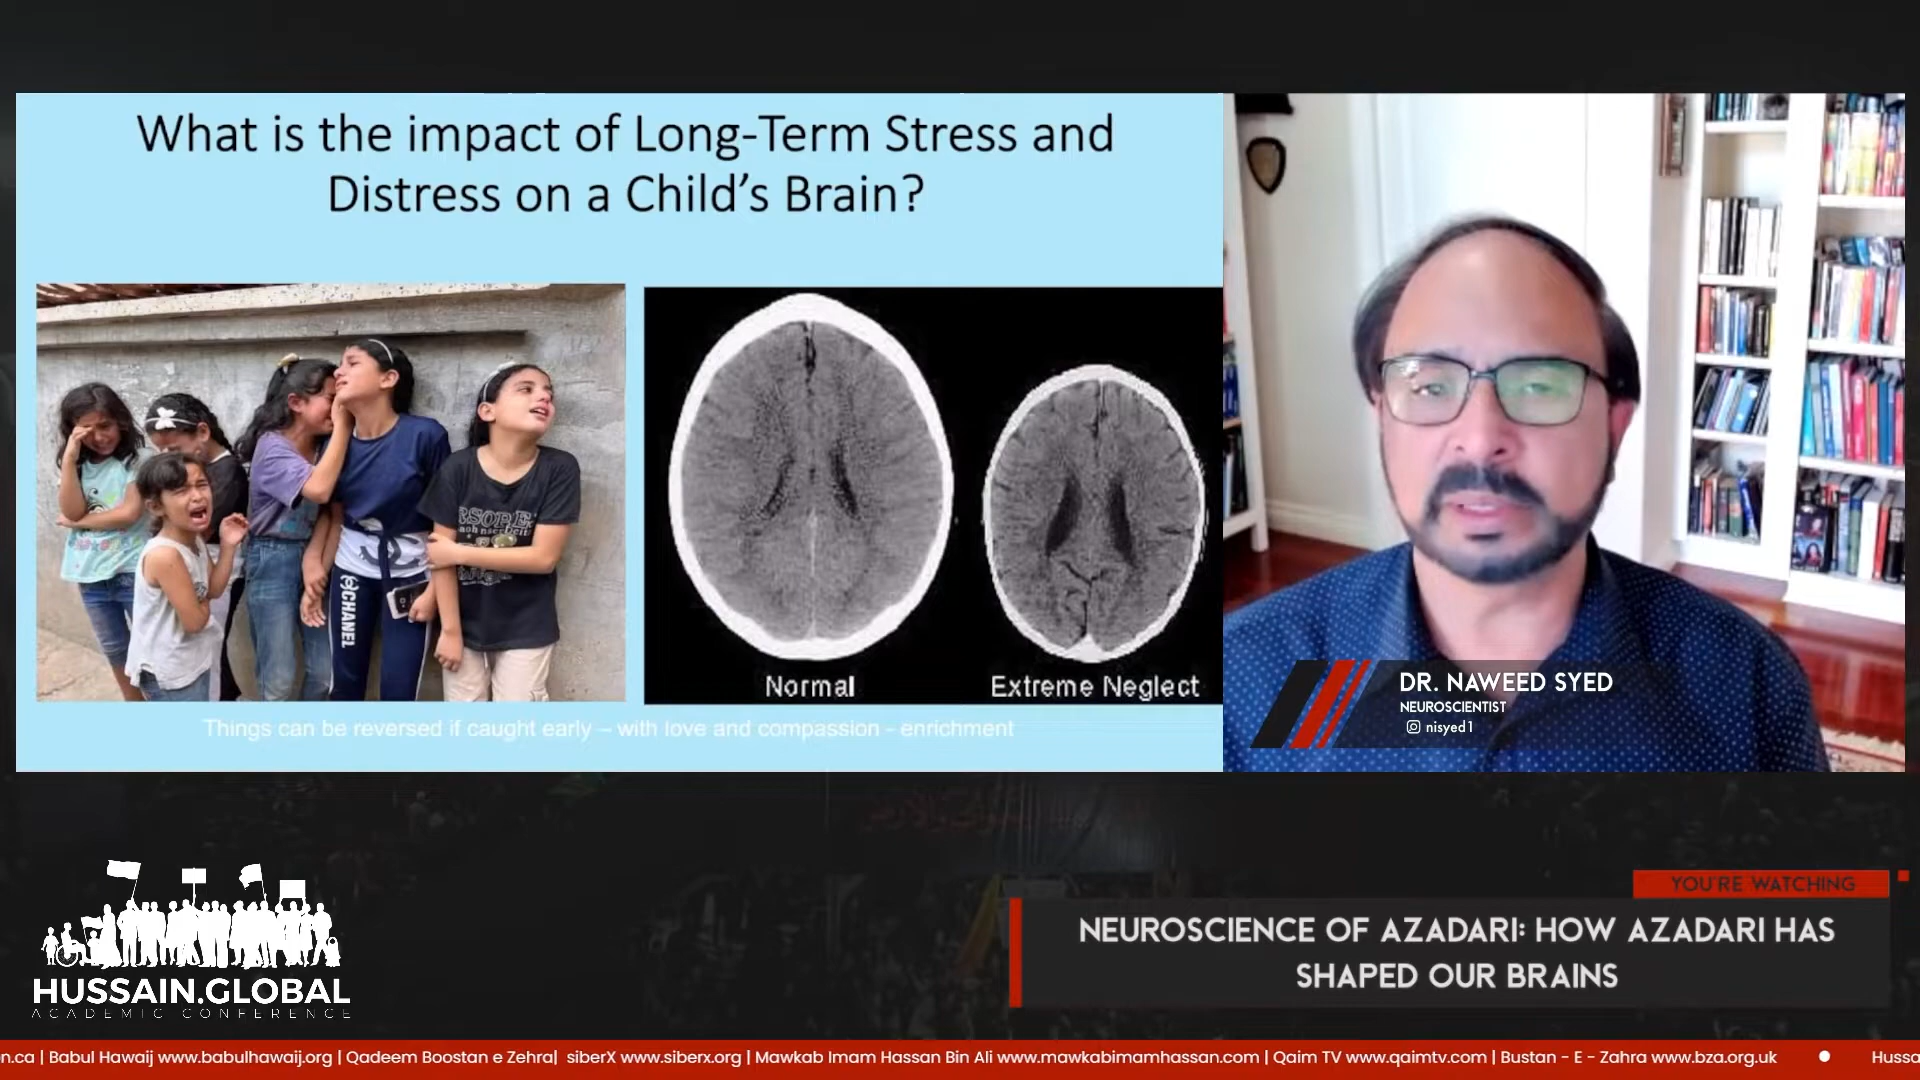 What is the impact of Long-Term Stress and
Distress on a Child's Brain?
CHANEL
Normal
Extreme Neglect
Things can be reversed if caught early – with love and compassion - enrichment
DR. NAWEED SYED
NEUROSCIENTIST
nisyed1
YOU'RE WATCHING
NEUROSCIENCE OF AZADARI: HOW AZADARI HAS
SHAPED OUR BRAINS
HUSSAIN.GLOBAL
ACADEMIC CONFERENCE
n.ca | Babul Hawaij www.babulhawaij.org | Qadeem Boostan e Zehra| siberX www.siberx.org | Mawkab Imam Hassan Bin Ali www.mawkabimamhassan.com | Qaim TV www.qaimtv.com | Bustan - E - Zahra www.bza.org.uk ● Hussa